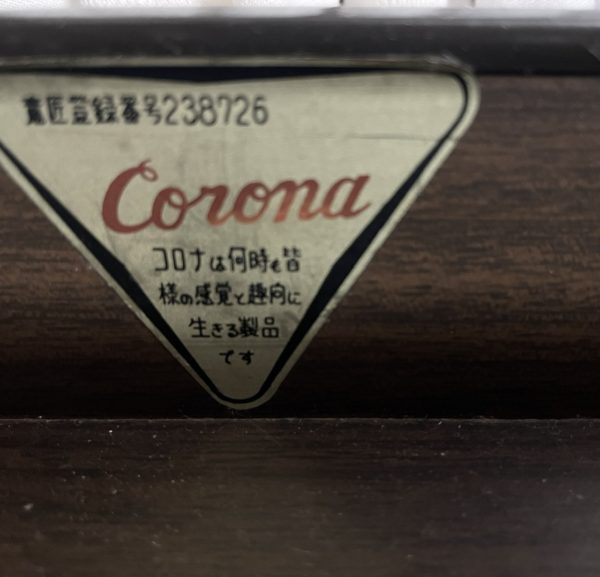 意匠登録番号238726
Corona
コロナは何時も皆
様の感覚と趣向に
生きる製品
です